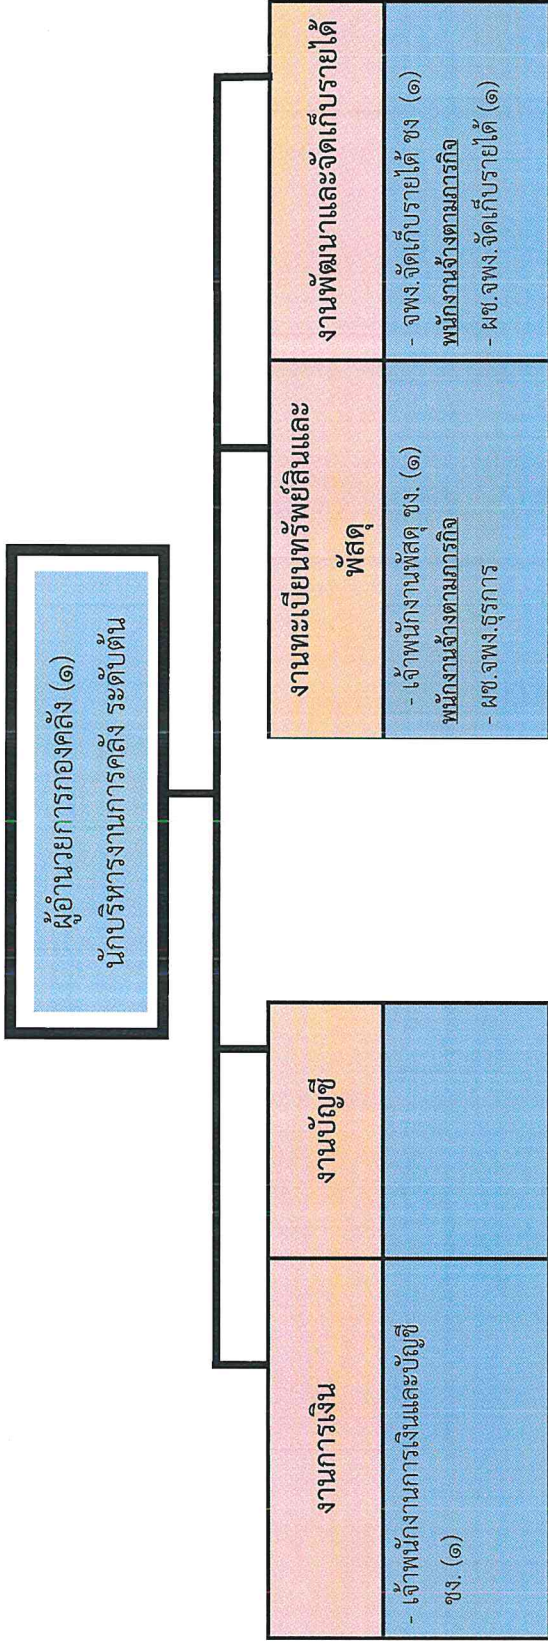 ผู้อำนวยการกองคลัง (๑)
นักบริหารงานการคลัง ระดับต้น
งานการเงิน
- เจ้าพนักงานการเงินและบัญชี
ชง. (๑)
งานบัญชี
งานทะเบียนทรัพย์สินและ
พัสดุ
- เจ้าพนักงานพัสดุ ชง. (๑)
พนักงานจ้างตามภารกิจ
- ผช.จพง.ธุรการ
งานพัฒนาและจัดเก็บรายได้
- จพง.จัดเก็บรายได้ ชง (๑)
พนักงานจ้างตามภารกิจ
- ผช.จพง.จัดเก็บรายได้ (๑)